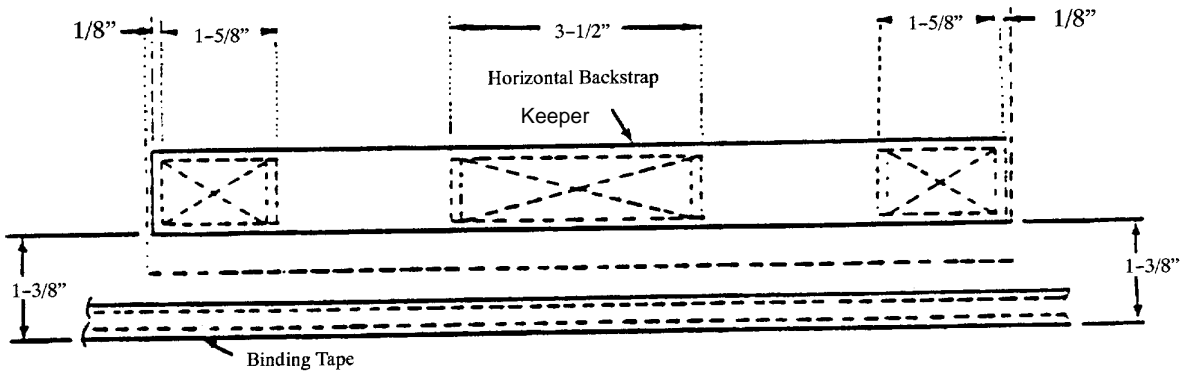 1/8” 1-5/8” 3-1/2” 1-5/8” 1/8”
Horizontal Backstrap
Keeper
1-3/8” 1-3/8”
Binding Tape